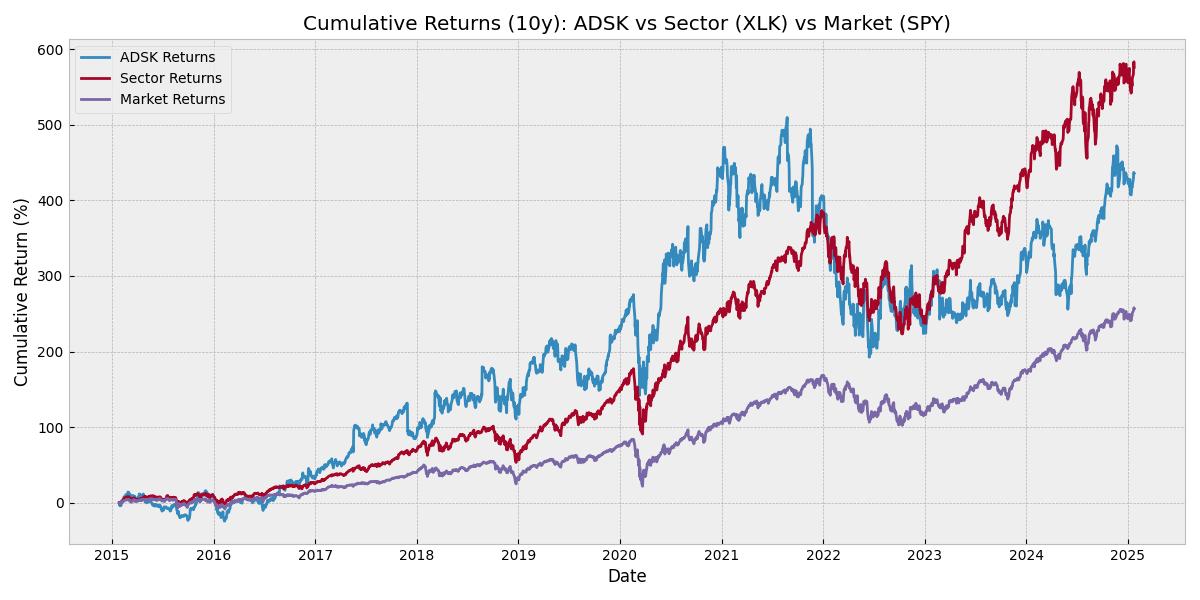 Cumulative Returns (10y): ADSK vs Sector (XLK) vs Market (SPY)
ADSK Returns
Sector Returns
Market Returns
Cumulative Return (%)
600
500
400
300
200
100
0
2015 2016 2017 2018 2019 2020 2021 2022 2023 2024 2025
Date